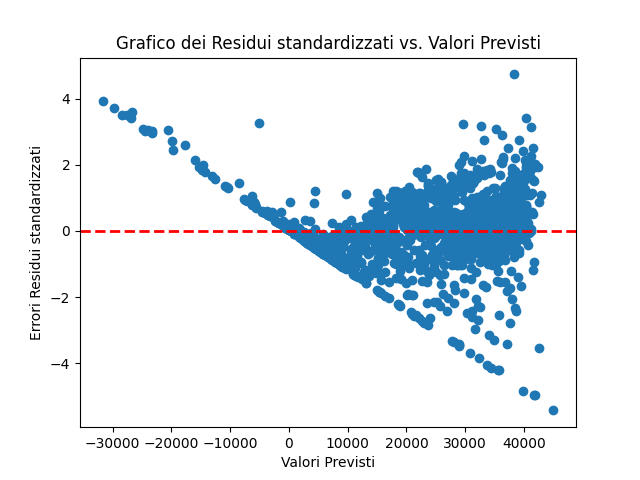 Grafico dei Residui standardizzati vs. Valori Previsti
Errori Residui standardizzati
4
2
0
−2
−4
−30000 −20000 −10000 0 10000 20000 30000 40000
Valori Previsti